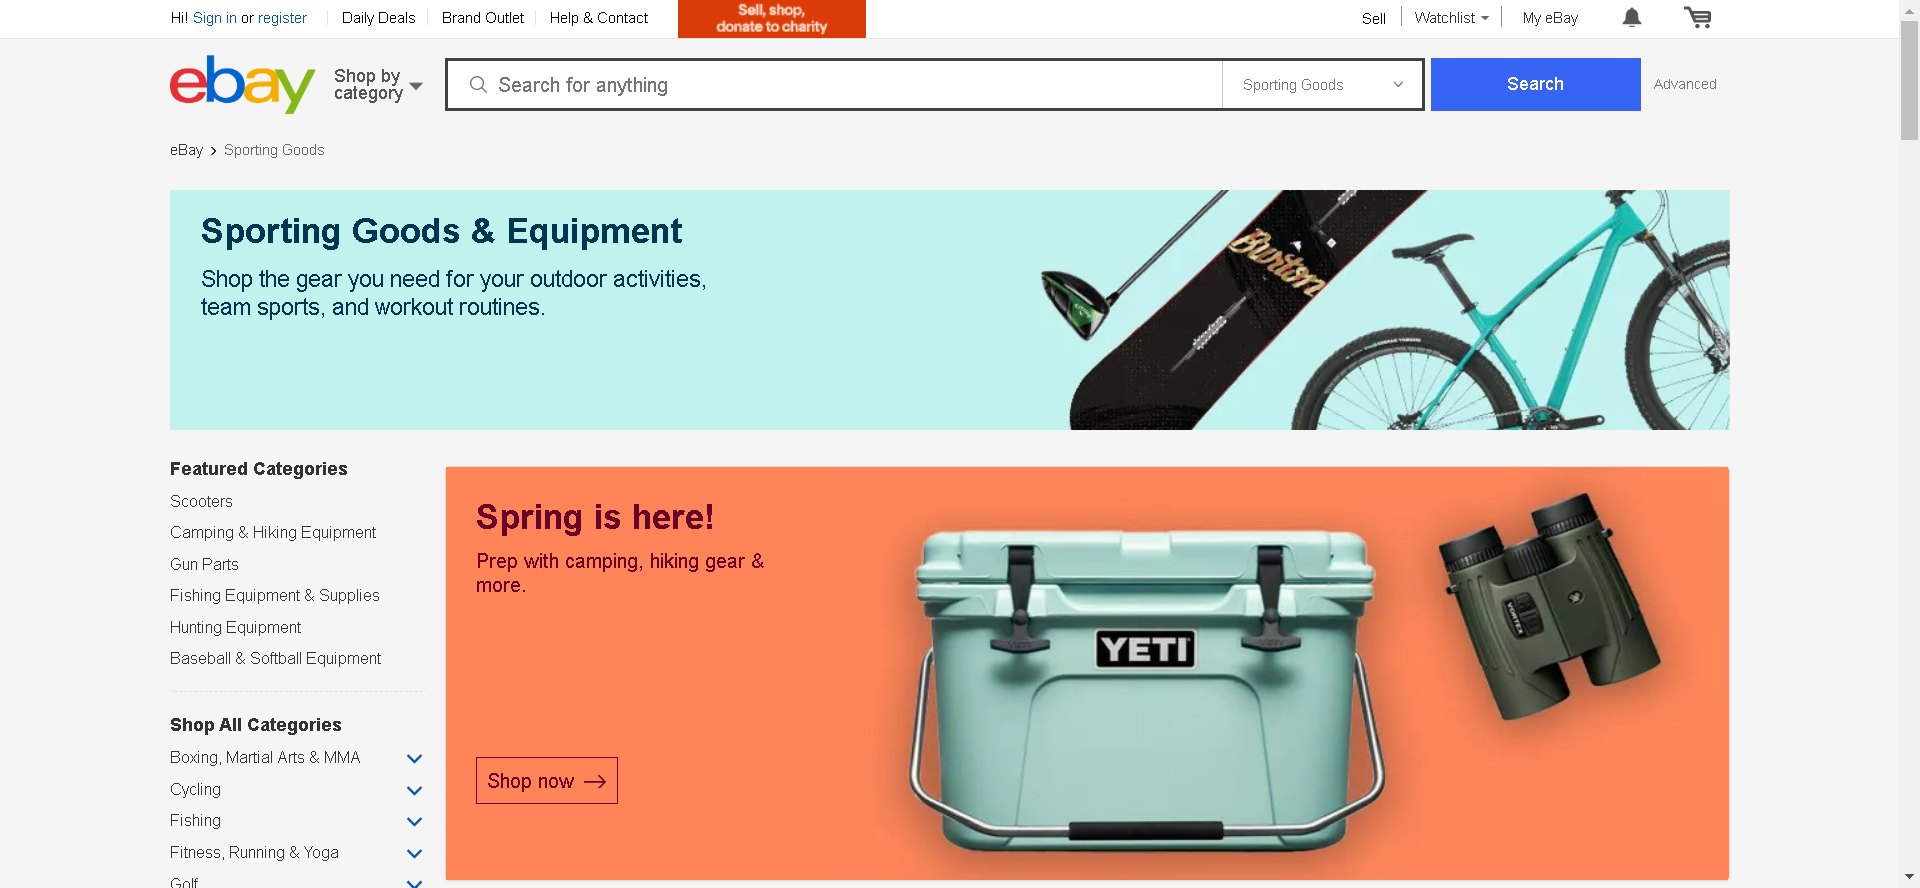 Hi! Sign in or register
Daily Deals
Brand Outlet
Help & Contact
Sell, shop,
donate to charity
Sell
Watchlist
My eBay
ebay
Shop by
category
Search for anything
Sporting Goods
Search
Advanced
eBay > Sporting Goods
Sporting Goods & Equipment
Shop the gear you need for your outdoor activities,
team sports, and workout routines.
Burton
Featured Categories
Scooters
Camping & Hiking Equipment
Gun Parts
Fishing Equipment & Supplies
Hunting Equipment
Baseball & Softball Equipment
Shop All Categories
Boxing, Martial Arts & MMA
Cycling
Fishing
Fitness, Running & Yoga
Golf
Spring is here!
Prep with camping, hiking gear &
more.
Shop now
YETI
VORTEX